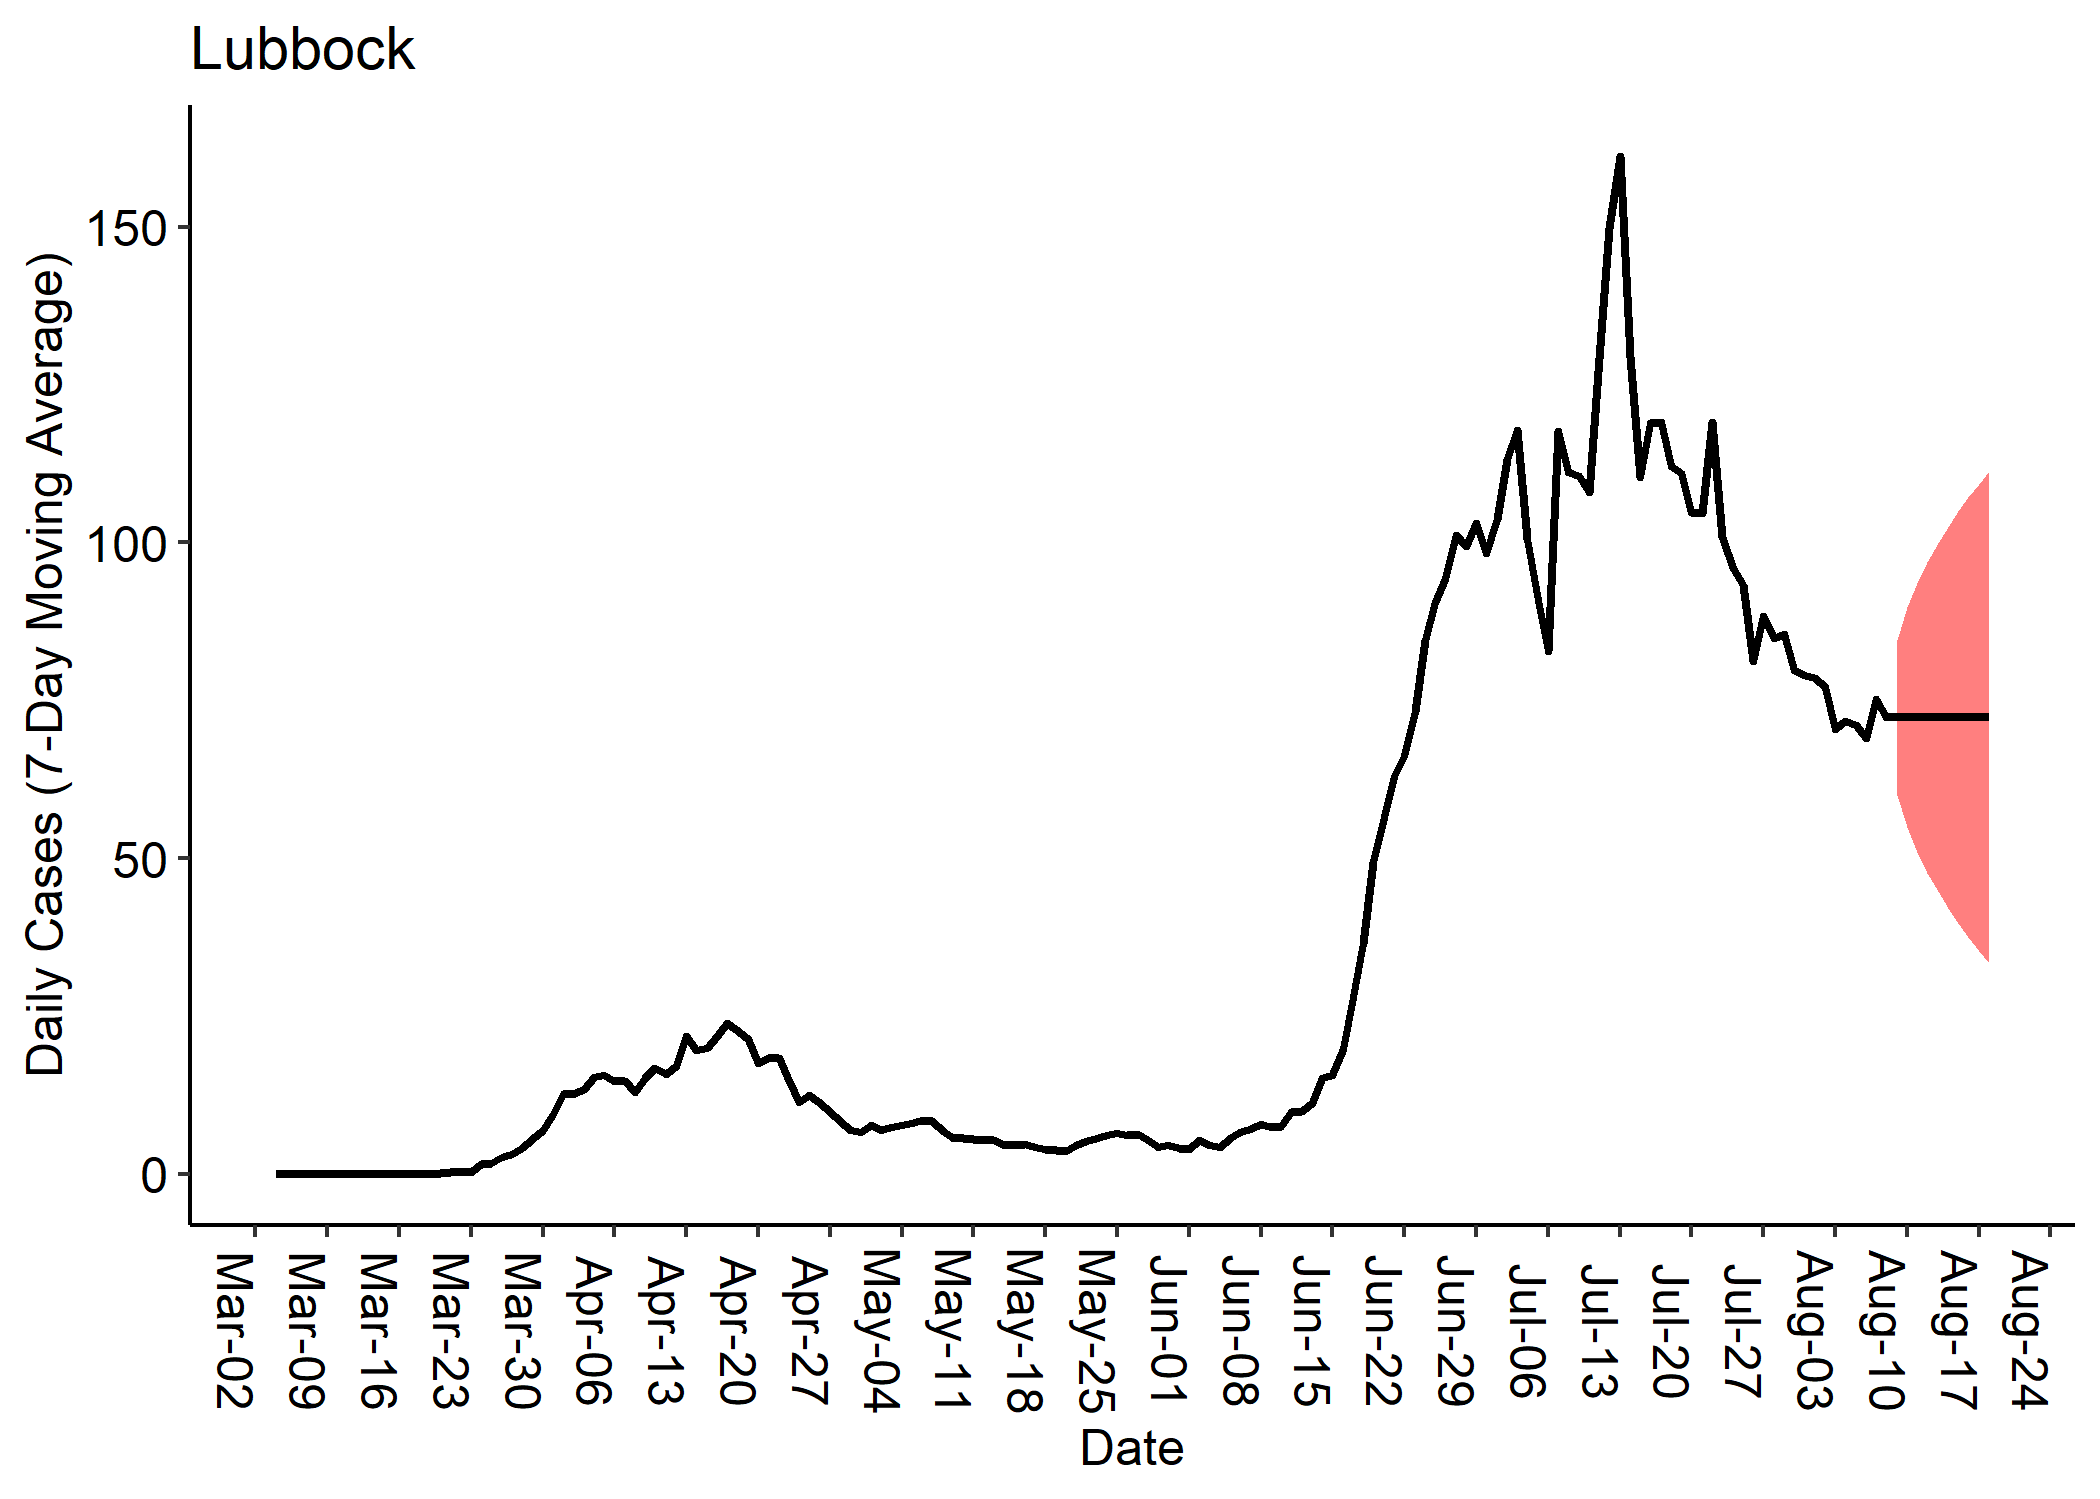 Lubbock
Daily Cases (7-Day Moving Average)
150
100
50
0
Mar-02
Mar-09
Mar-16
Mar-23
Mar-30
Apr-06
Apr-13
Apr-20
Apr-27
May-04
May-11
May-18
May-25
Jun-01
Jun-08
Jun-15
Jun-22
Jun-29
Jul-06
Jul-13
Jul-20
Jul-27
Aug-03
Aug-10
Aug-17
Aug-24
Date